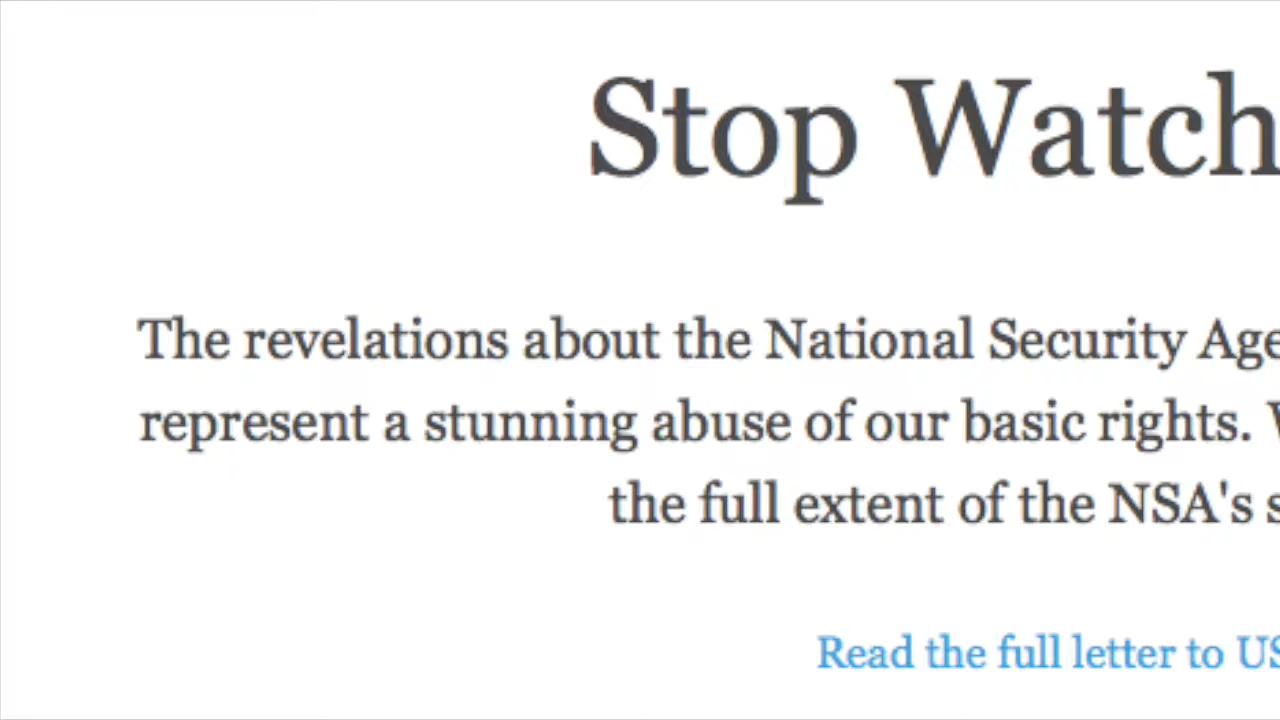 Stop Watch
The revelations about the National Security Age
represent a stunning abuse of our basic rights. W
the full extent of the NSA's s
Read the full letter to US